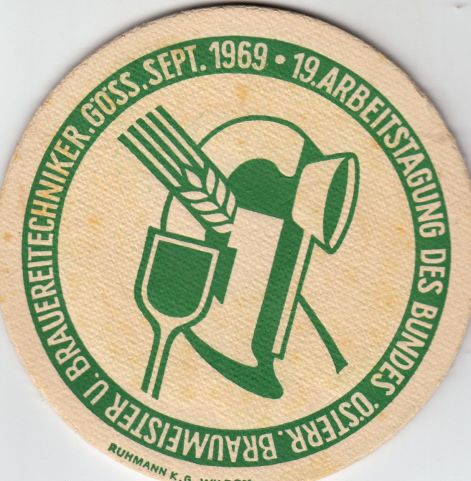 19. ARBEITSTAGUNG DES BUNDES ÖSTERR. BRAUMEISTER U. BRAUEREITECHNIKER. GÖSS. SEPT. 1969 •
RUHMANN K.G.